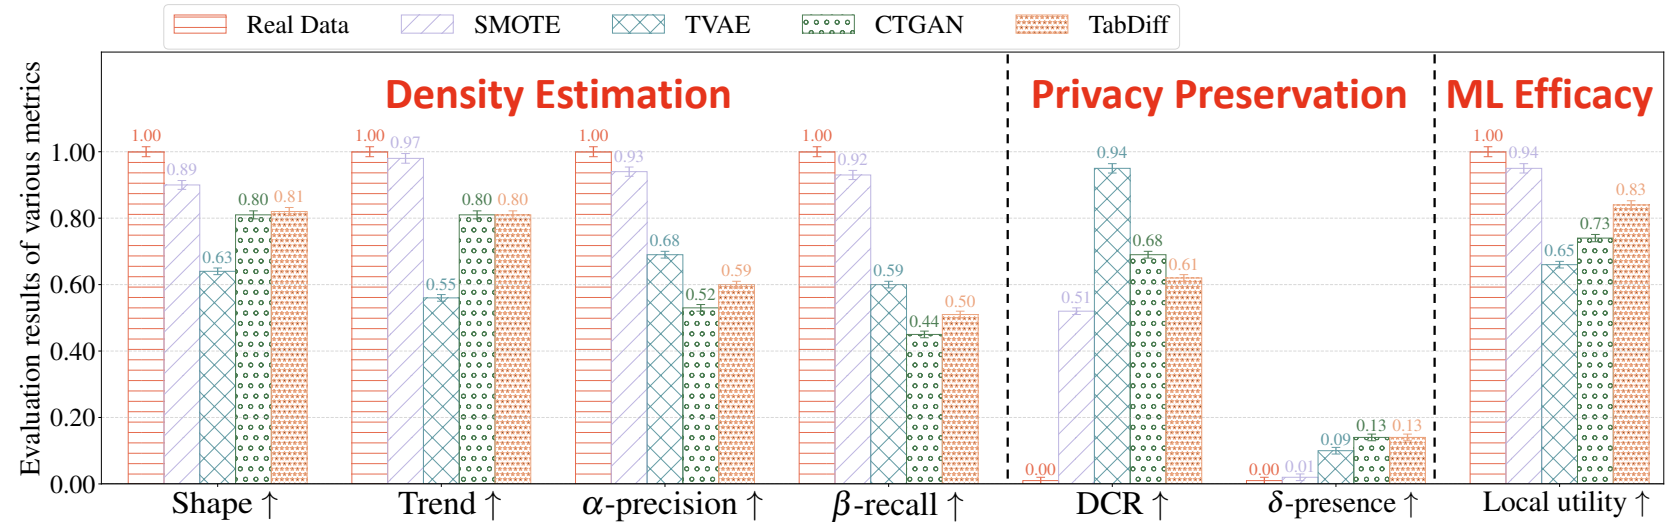 Real Data SMOTE TVAE CTGAN TabDiff
Evaluation results of various metrics
Density Estimation Privacy Preservation ML Efficacy
1.00
0.80
0.60
0.40
0.20
0.00
1.00 0.89 0.63 0.80 0.81
1.00 0.97 0.55 0.80 0.80
1.00 0.93 0.68 0.52 0.59
1.00 0.92 0.59 0.44 0.50
0.00 0.51 0.94 0.68 0.61
0.00 0.01 0.09 0.13 0.13
1.00 0.94 0.65 0.73 0.83
Shape ↑ Trend ↑ α-precision ↑ β-recall ↑ DCR ↑ δ-presence ↑ Local utility ↑